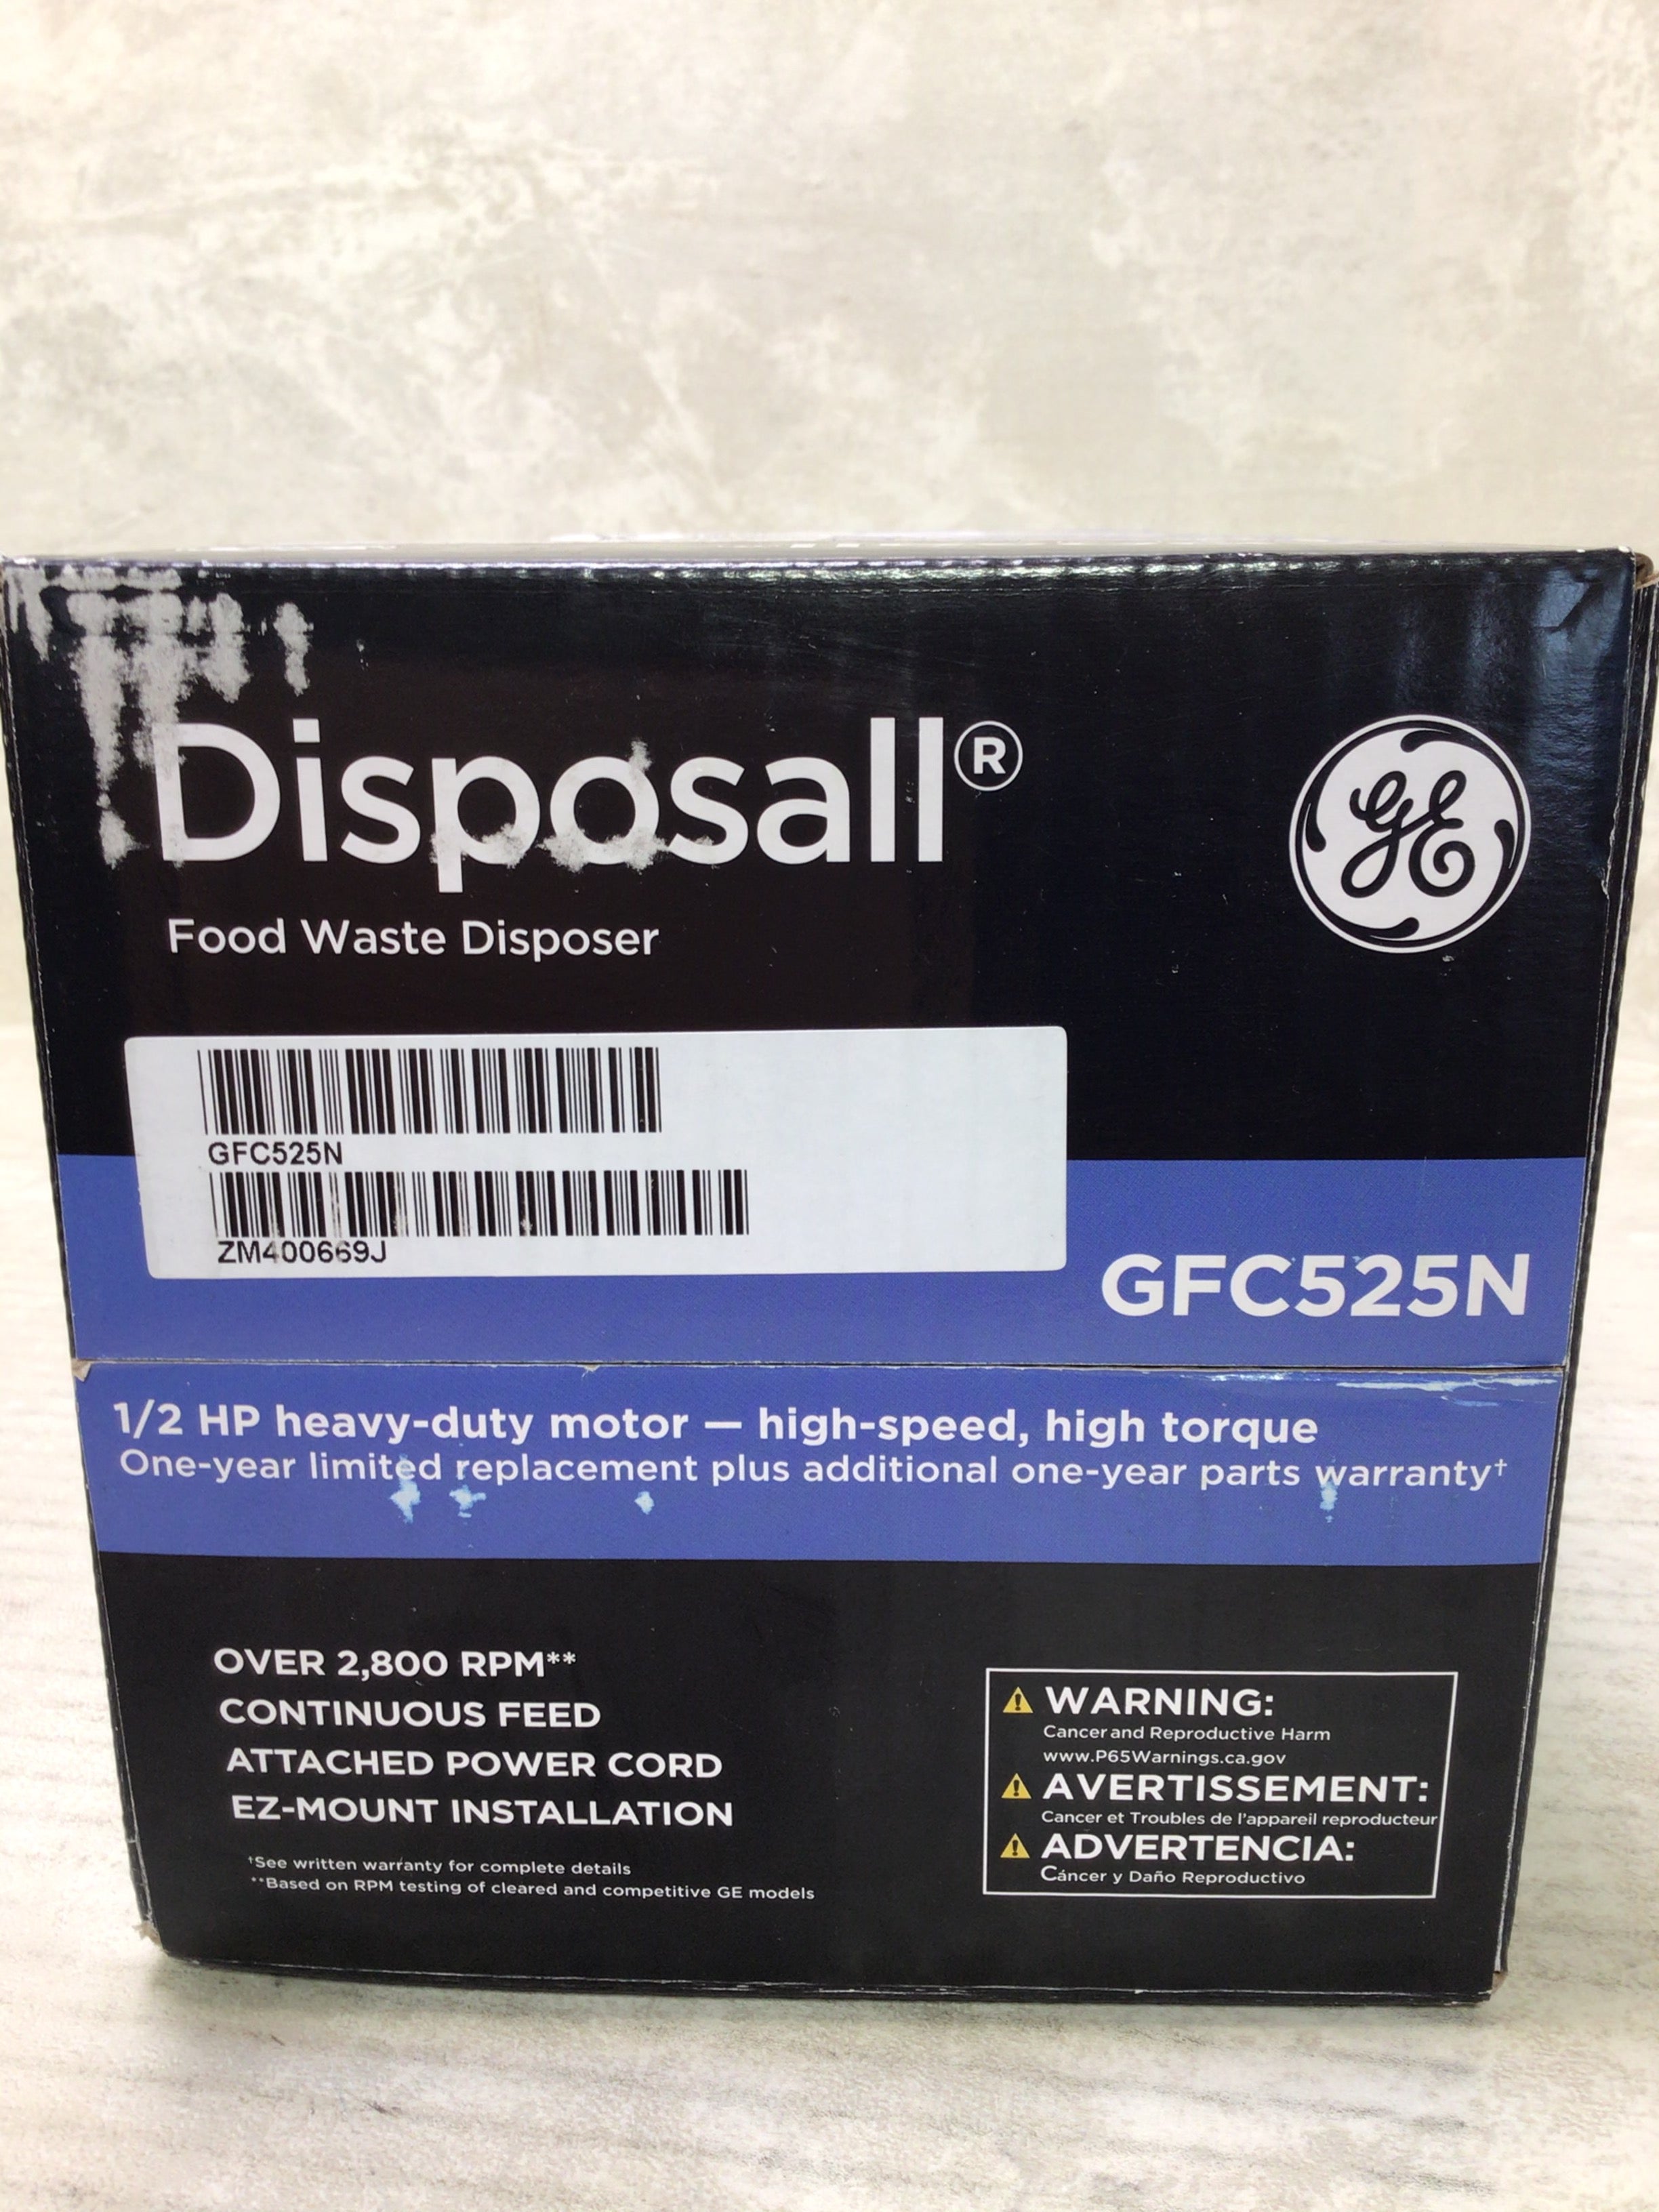 Disposall®
GE
Food Waste Disposer
GFC525N
ZM400669J
GFC525N
1/2 HP heavy-duty motor — high-speed, high torque
One-year limited replacement plus additional one-year parts warranty†
OVER 2,800 RPM**
CONTINUOUS FEED
ATTACHED POWER CORD
EZ-MOUNT INSTALLATION
†See written warranty for complete details
**Based on RPM testing of cleared and competitive GE models
WARNING:
Cancer and Reproductive Harm
www.P65Warnings.ca.gov
AVERTISSEMENT:
Cancer et Troubles de l'appareil reproducteur
ADVERTENCIA:
Cáncer y Daño Reproductivo